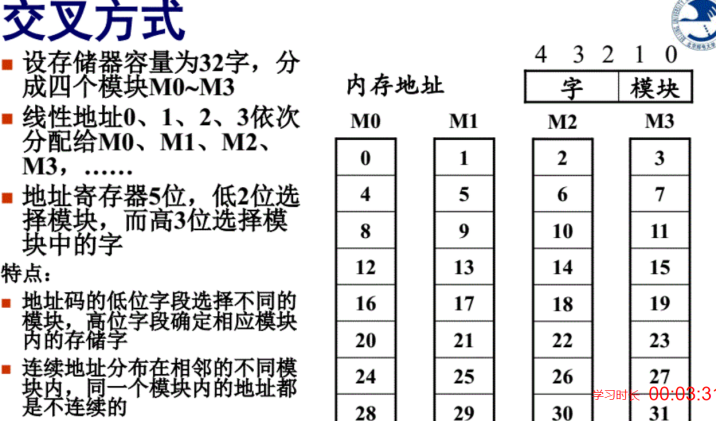 交叉方式
■ 设存储器容量为32字，分
成四个模块M0~M3
■ 线性地址0、1、2、3依次
分配给M0、M1、M2、
M3，……
■ 地址寄存器5位，低2位选
择模块，而高3位选择模
块中的字
特点：
■ 地址码的低位字段选择不同的
模块，高位字段确定相应模块
内的存储字
■ 连续地址分布在相邻的不同模
块内，同一个模块内的地址都
是不连续的
4 3 2 1 0
内存地址 字 模块
M0 M1 M2 M3
0 1 2 3
4 5 6 7
8 9 10 11
12 13 14 15
16 17 18 19
20 21 22 23
24 25 26 27
学习时长 00:03:31
28 29 30 31